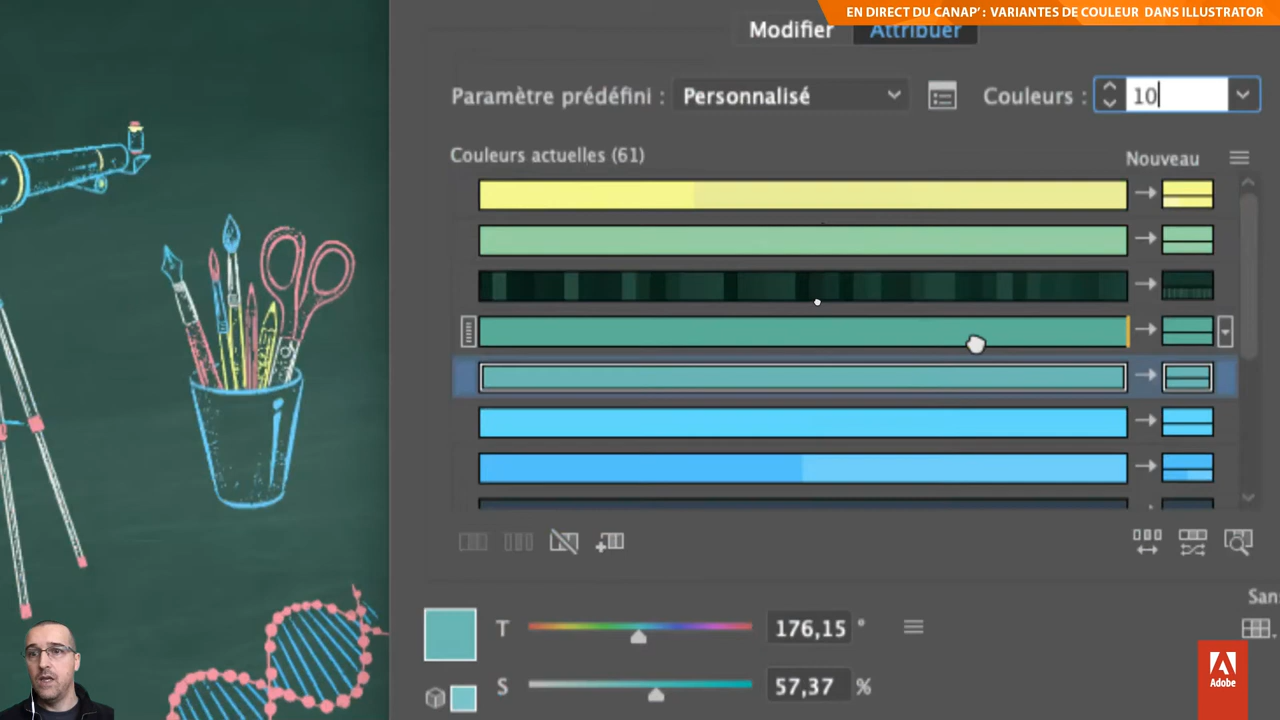 EN DIRECT DU CANAP' : VARIANTES DE COULEUR DANS ILLUSTRATOR
Modifier Attribuer
Paramètre prédéfini : Personnalisé Couleurs : 10
Couleurs actuelles (61) Nouveau
San
T 176,15 °
S 57,37 %
Adobe